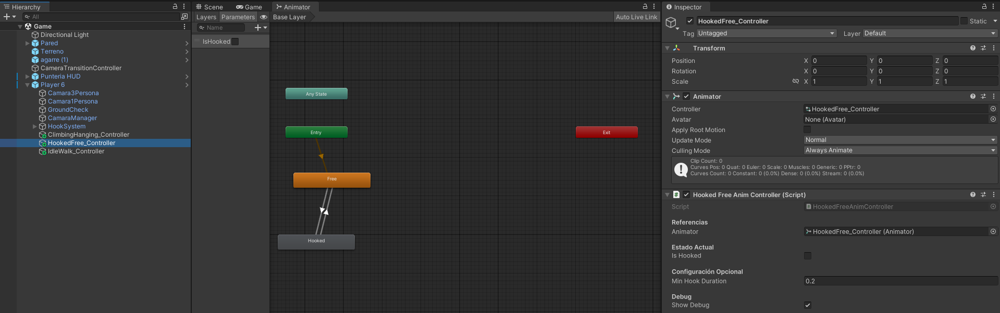 Hierarchy
All
Game
Directional Light
Pared
Terreno
agarre (1)
CameraTransitionController
Punteria HUD
Player 6
Camara3Persona
Camara1Persona
GroundCheck
CamaraManager
HookSystem
ClimbingHanging_Controller
HookedFree_Controller
IdleWalk_Controller
Scene
Game
Animator
Layers
Parameters
Base Layer
Auto Live Link
Name
IsHooked
Any State
Entry
Exit
Free
Hooked
Inspector
HookedFree_Controller
Static
Tag Untagged
Layer Default
Transform
Position X 0 Y 0 Z 0
Rotation X 0 Y 0 Z 0
Scale X 1 Y 1 Z 1
Animator
Controller HookedFree_Controller
Avatar None (Avatar)
Apply Root Motion
Update Mode Normal
Culling Mode Always Animate
Clip Count: 0
Curves Pos: 0 Quat: 0 Euler: 0 Scale: 0 Muscles: 0 Generic: 0 PPtr: 0
Curves Count: 0 Constant: 0 (0.0%) Dense: 0 (0.0%) Stream: 0 (0.0%)
# Hooked Free Anim Controller (Script)
Script HookedFreeAnimController
Referencias
Animator HookedFree_Controller (Animator)
Estado Actual
Is Hooked
Configuración Opcional
Min Hook Duration 0.2
Debug
Show Debug